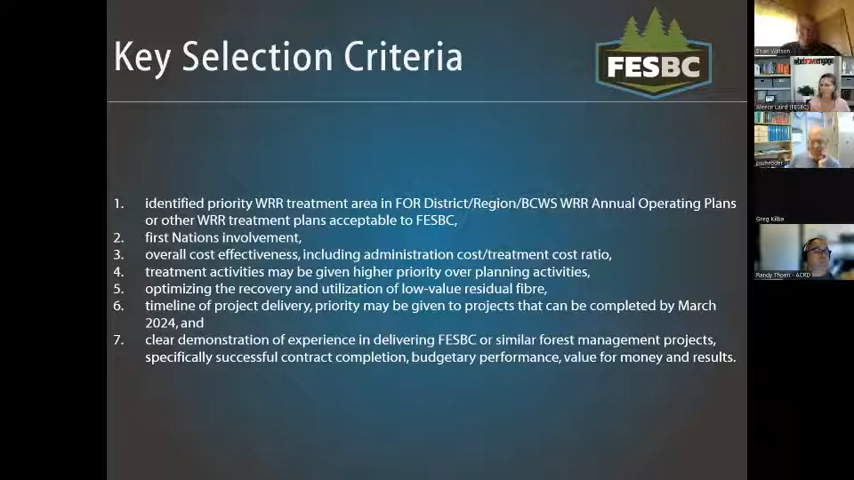 Key Selection Criteria
FESBC
1. identified priority WRR treatment area in FOR District/Region/BCWS WRR Annual Operating Plans
or other WRR treatment plans acceptable to FESBC,
2. first Nations involvement,
3. overall cost effectiveness, including administration cost/treatment cost ratio,
4. treatment activities may be given higher priority over planning activities,
5. optimizing the recovery and utilization of low-value residual fibre,
6. timeline of project delivery, priority may be given to projects that can be completed by March
2024, and
7. clear demonstration of experience in delivering FESBC or similar forest management projects,
specifically successful contract completion, budgetary performance, value for money and results.
Brian Watson
Aleece Laird (FESBC)
Greg Kilba
Randy Thoen - ACRD